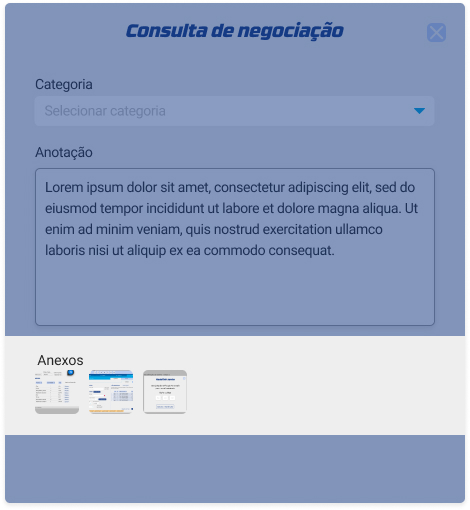 Consulta de negociação
Categoria
Selecionar categoria
Anotação
Lorem ipsum dolor sit amet, consectetur adipiscing elit, sed do
eiusmod tempor incididunt ut labore et dolore magna aliqua. Ut
enim ad minim veniam, quis nostrud exercitation ullamco
laboris nisi ut aliquip ex ea commodo consequat.
Anexos